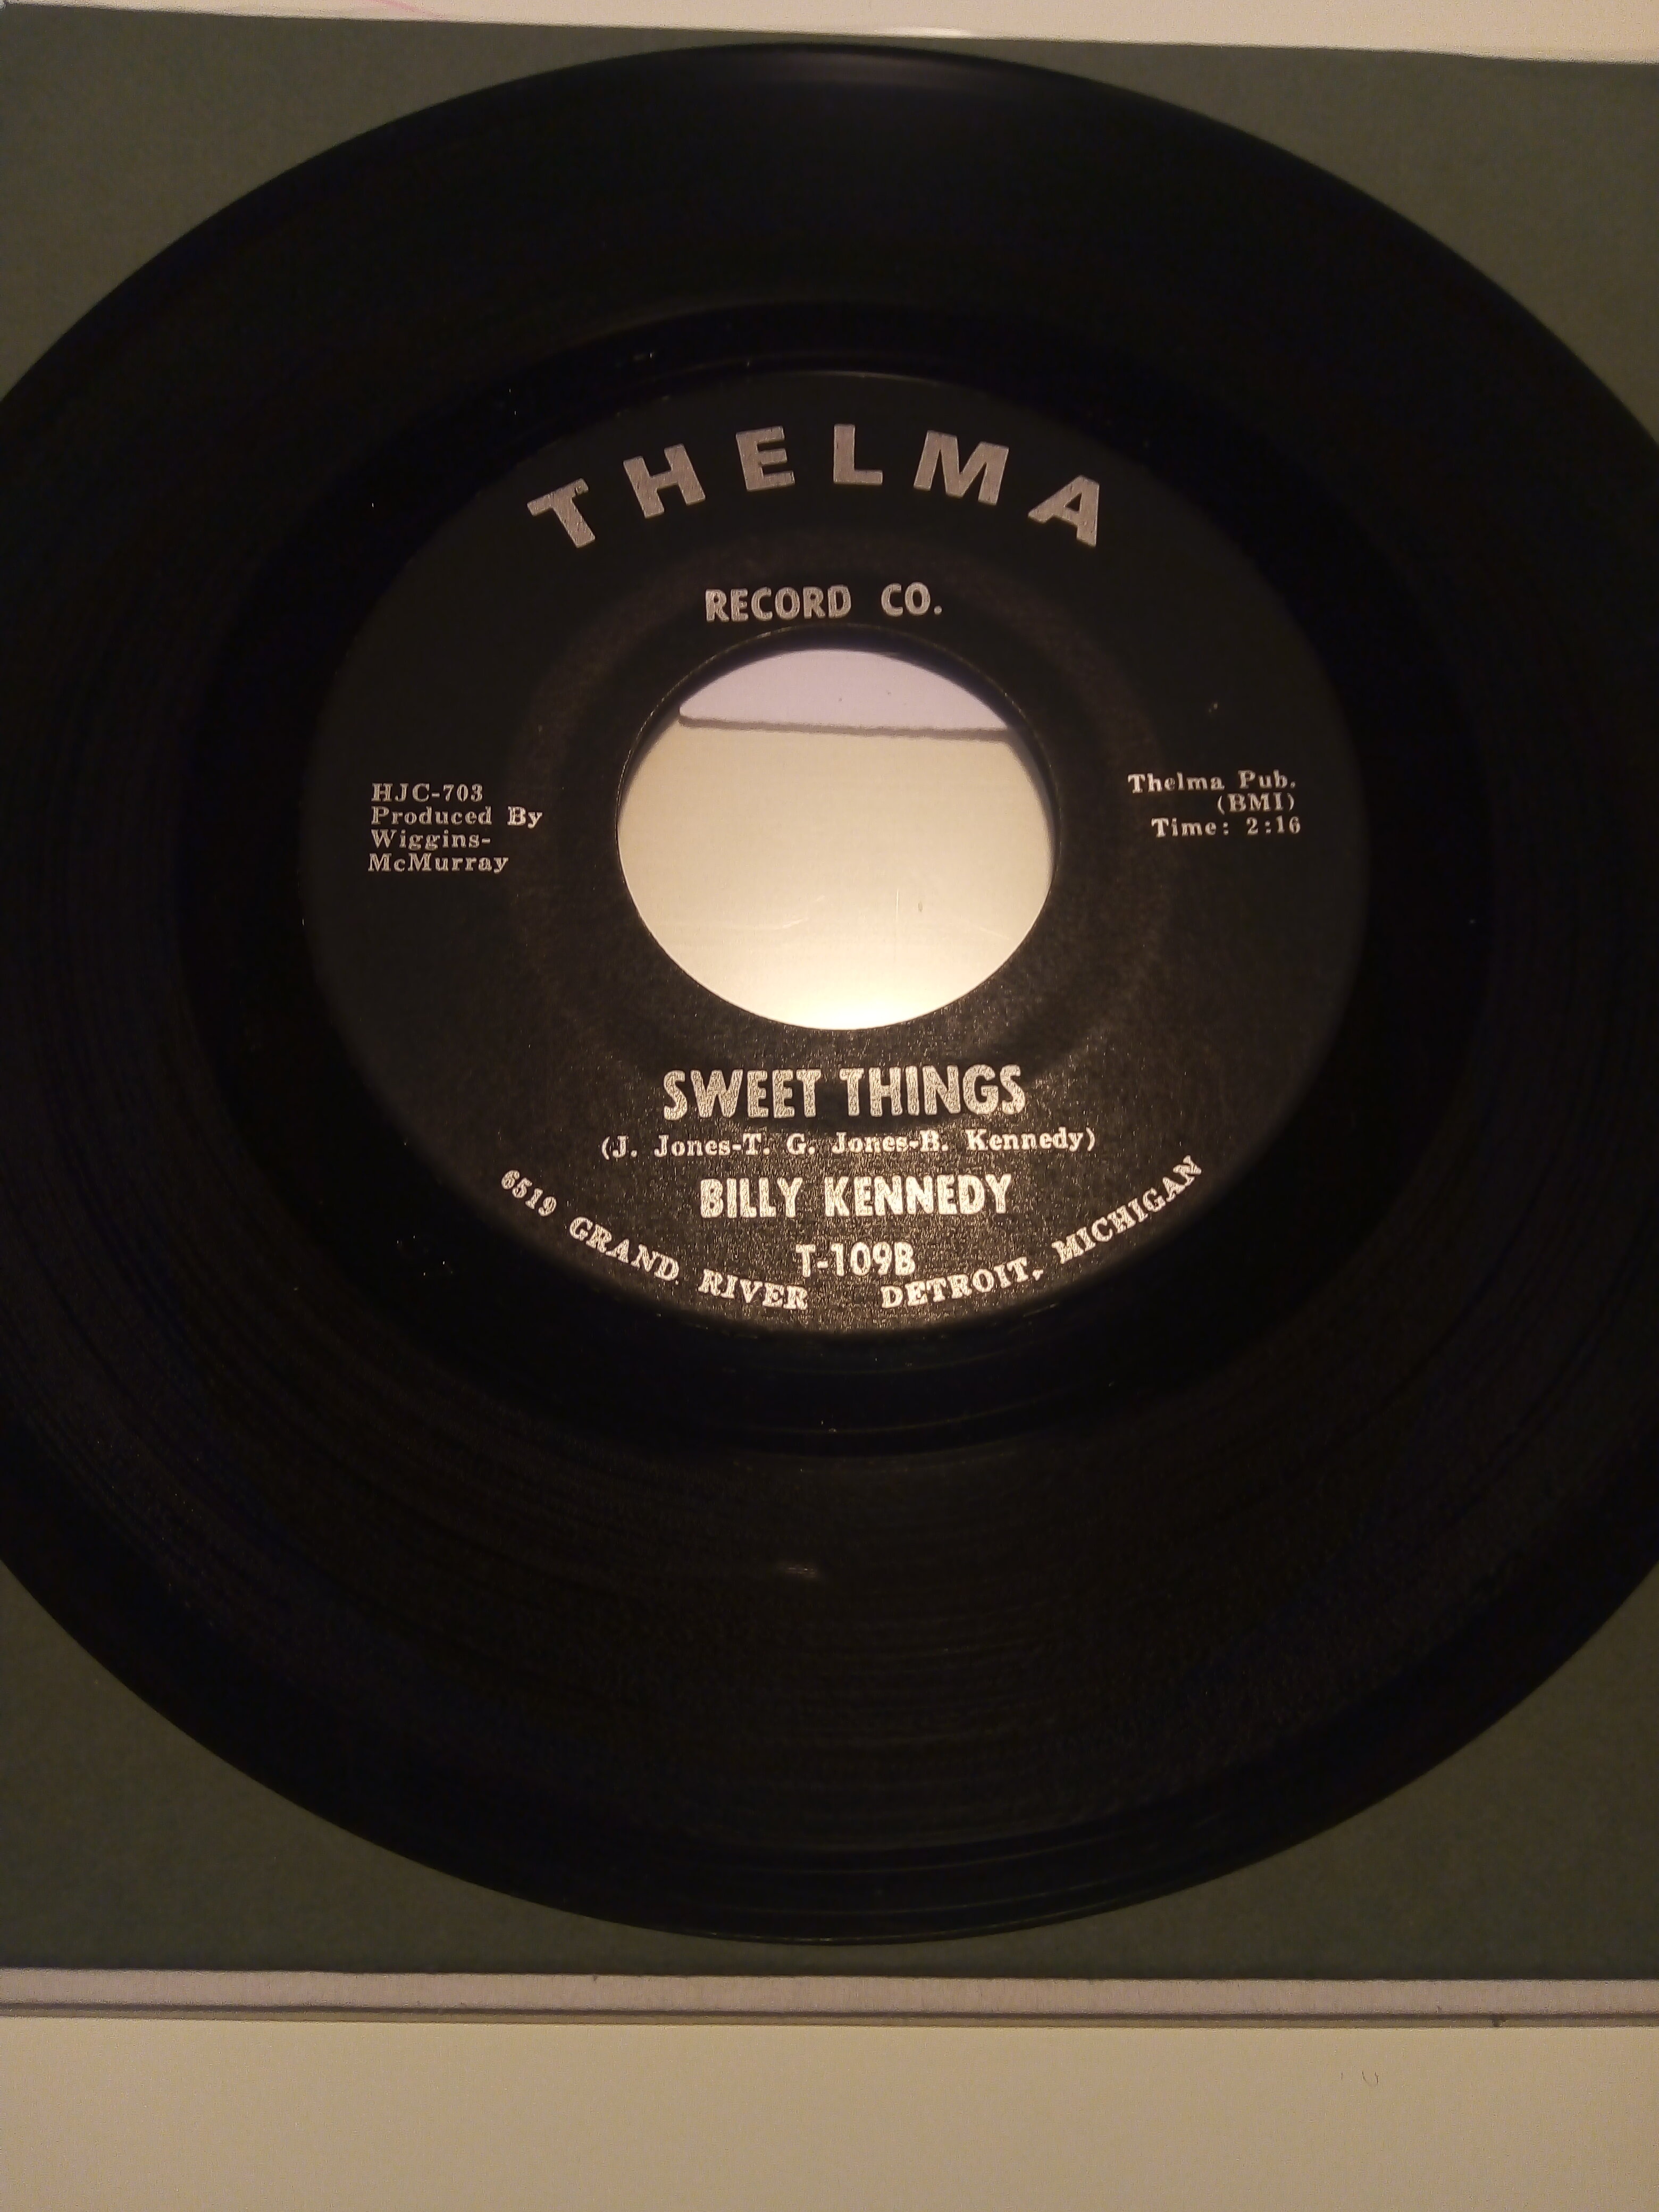 THELMA
RECORD CO.
HJC-703
Produced By
Wiggins-
McMurray
Thelma Pub.
(BMI)
Time: 2:16
SWEET THINGS
(J. Jones-T. G. Jones-B. Kennedy)
BILLY KENNEDY
T-109B
6519 GRAND RIVER DETROIT, MICHIGAN